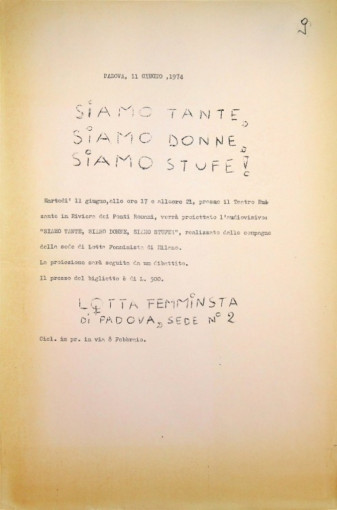 9
PADOVA, 11 GIUGNO ,1974
SIAMO TANTE,
SIAMO DONNE,
SIAMO STUFE!
Martedi' 11 giugno,alle ore 17 e alleore 21, presso il Teatro Ruz
zante in Riviera dei Ponti Romani, verrà proiettato l'audiovisivo:
"SIAMO TANTE, SIAMO DONNE, SIAMO STUFE!", realizzato dalle compagne
della sede di Lotta Femminista di Milano.
La proiezione sarà seguita da un dibattito.
Il prezzo del biglietto è di L. 500.
LOTTA FEMMINSTA
di PADOVA, SEDE N° 2
Cicl. in pr. in via 8 Febbraio.